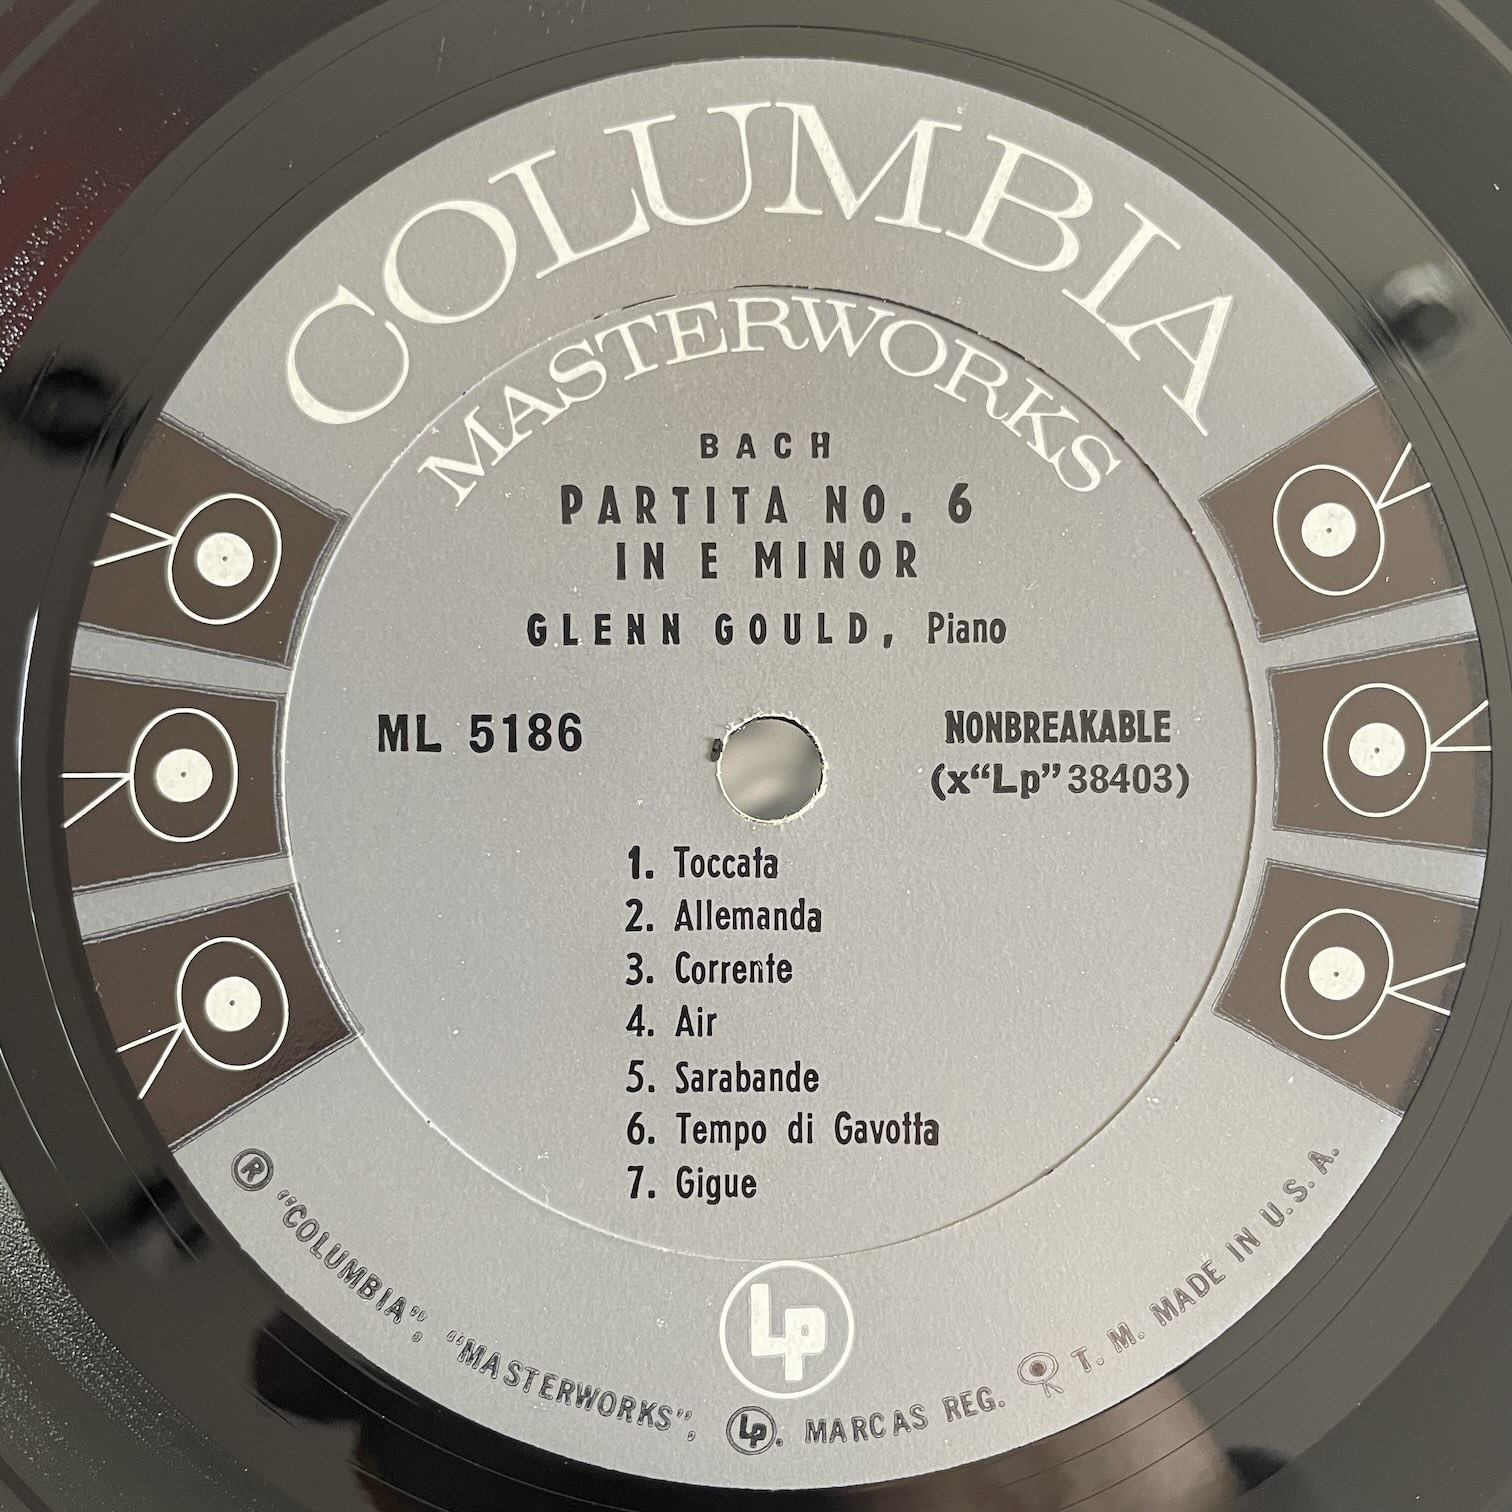 COLUMBIA
MASTERWORKS
BACH
PARTITA NO. 6
IN E MINOR
GLENN GOULD, Piano
ML 5186
NONBREAKABLE
(x“Lp”38403)
1. Toccata
2. Allemanda
3. Corrente
4. Air
5. Sarabande
6. Tempo di Gavotta
7. Gigue
Lp
® “COLUMBIA”, “MASTERWORKS”, Lp. MARCAS REG. T. M. MADE IN U. S. A.